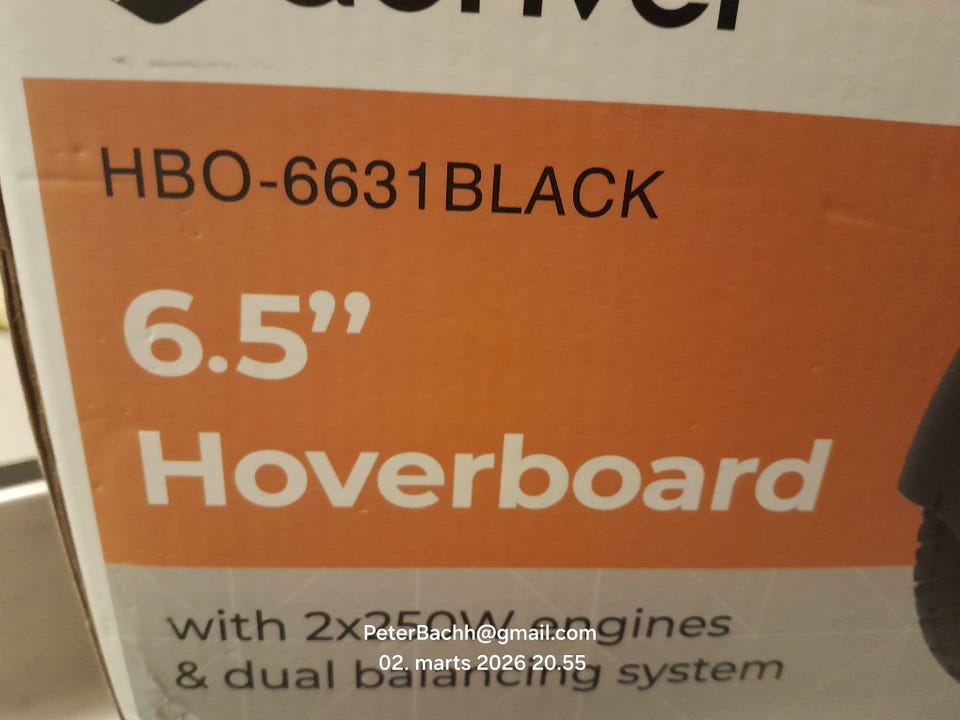 denver
HBO-6631BLACK
6.5”
Hoverboard
with 2x250W engines
& dual balancing system
PeterBachh@gmail.com
02. marts 2026 20.55